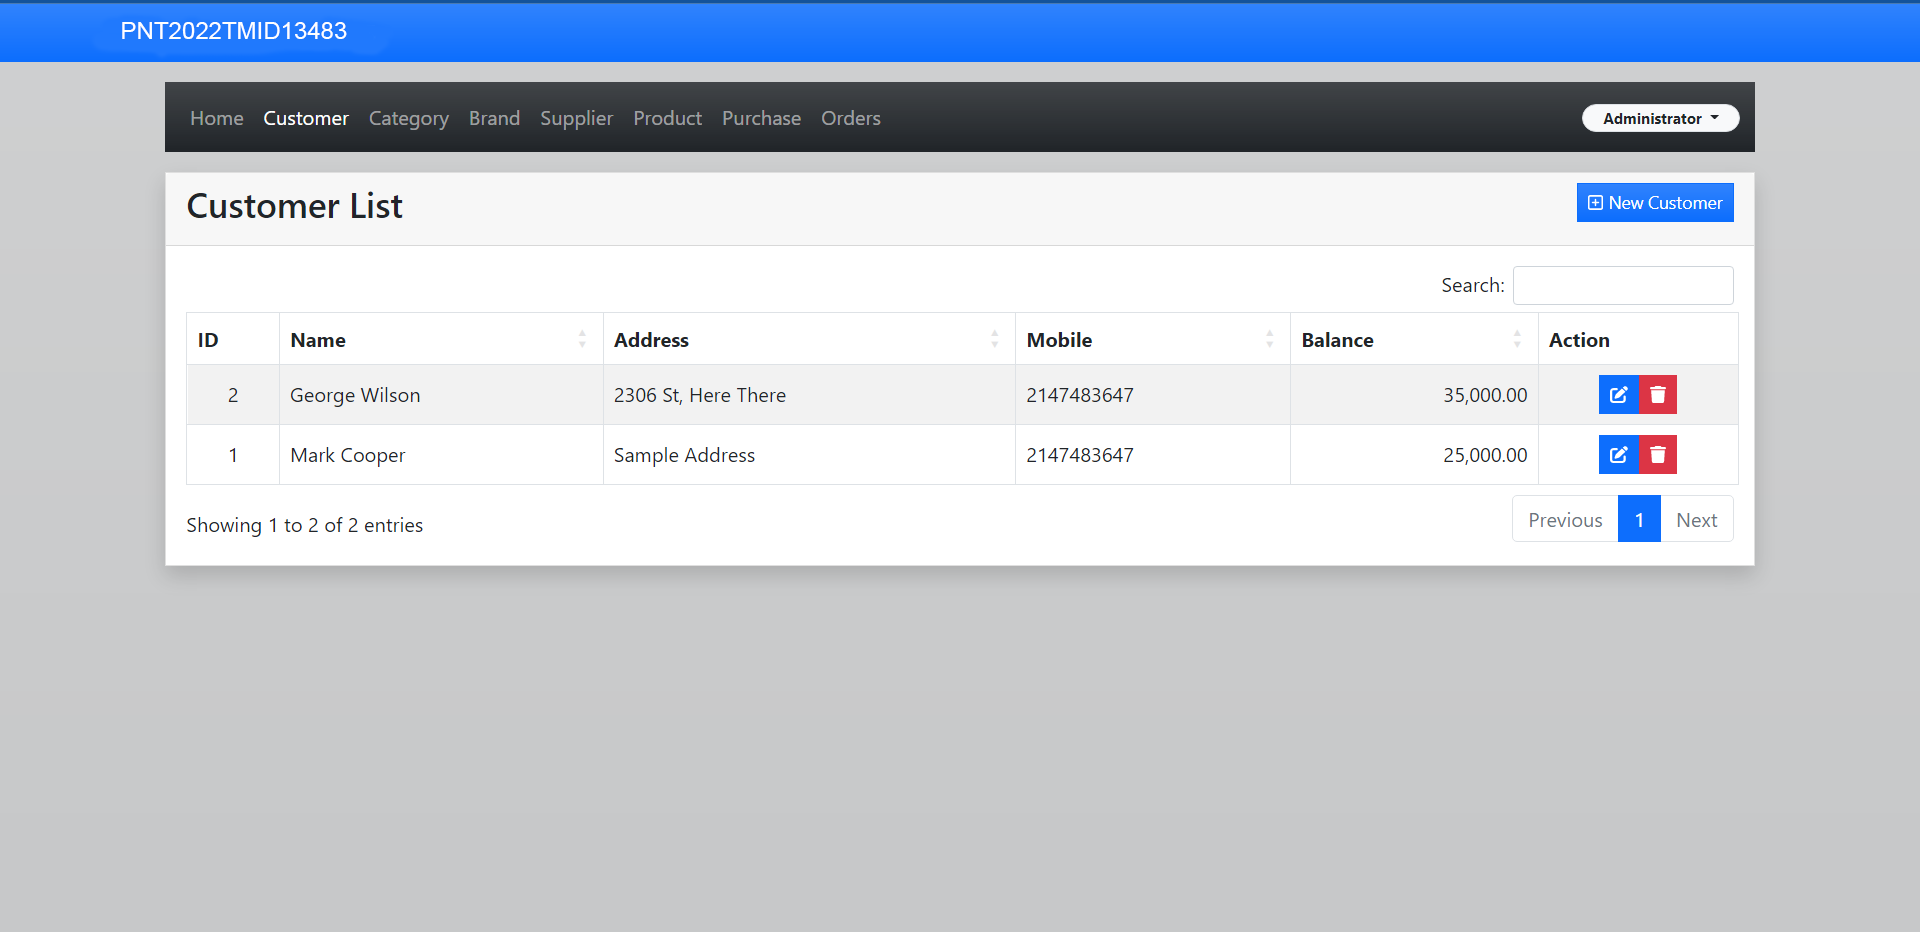 PNT2022TMID13483
Home Customer Category Brand Supplier Product Purchase Orders Administrator
Customer List New Customer
Search:
ID Name Address Mobile Balance Action
2 George Wilson 2306 St, Here There 2147483647 35,000.00
1 Mark Cooper Sample Address 2147483647 25,000.00
Showing 1 to 2 of 2 entries Previous 1 Next